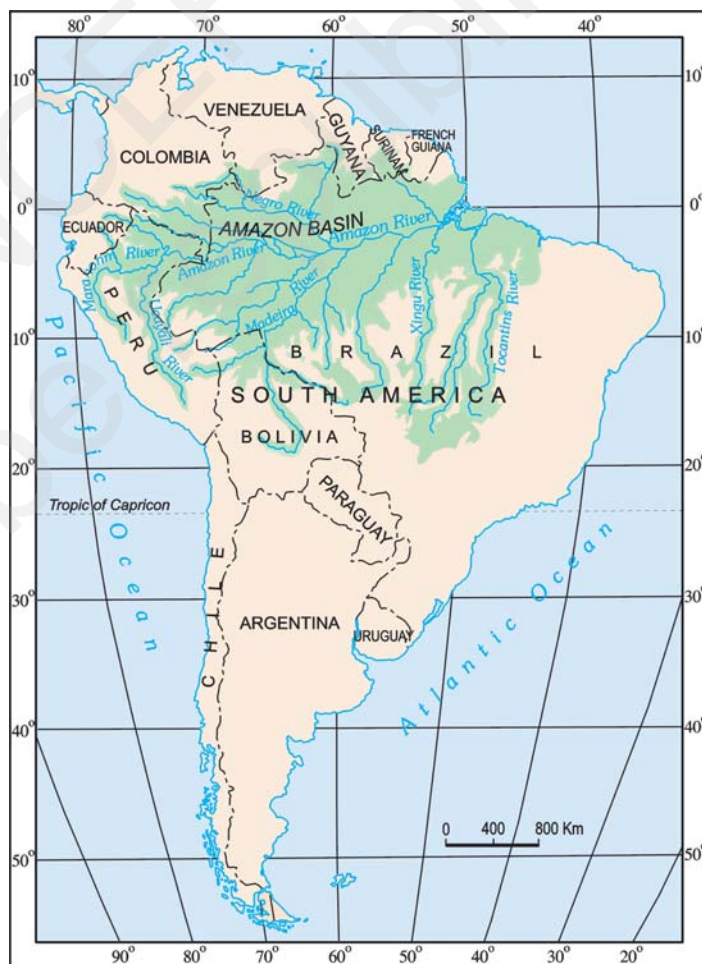 80° 70° 60° 50° 40°
10° 10°
VENEZUELA
GUYANA
SURINAM
FRENCH
GUIANA
COLOMBIA
0° 0°
Negro River
ECUADOR
AMAZON BASIN
Amazon River
Amazon River
River 2
Madeira River
Ucayali River
Xingu River
Tocantins River
PERU
10° 10°
BRAZIL
SOUTH AMERICA
BOLIVIA
20° 20°
Tropic of Capricon
PARAGUAY
Pacific Ocean
CHILE
30° 30°
ARGENTINA
URUGUAY
Atlantic Ocean
40° 40°
0 400 800 Km
50° 50°
90° 80° 70° 60° 50° 40° 30° 20°